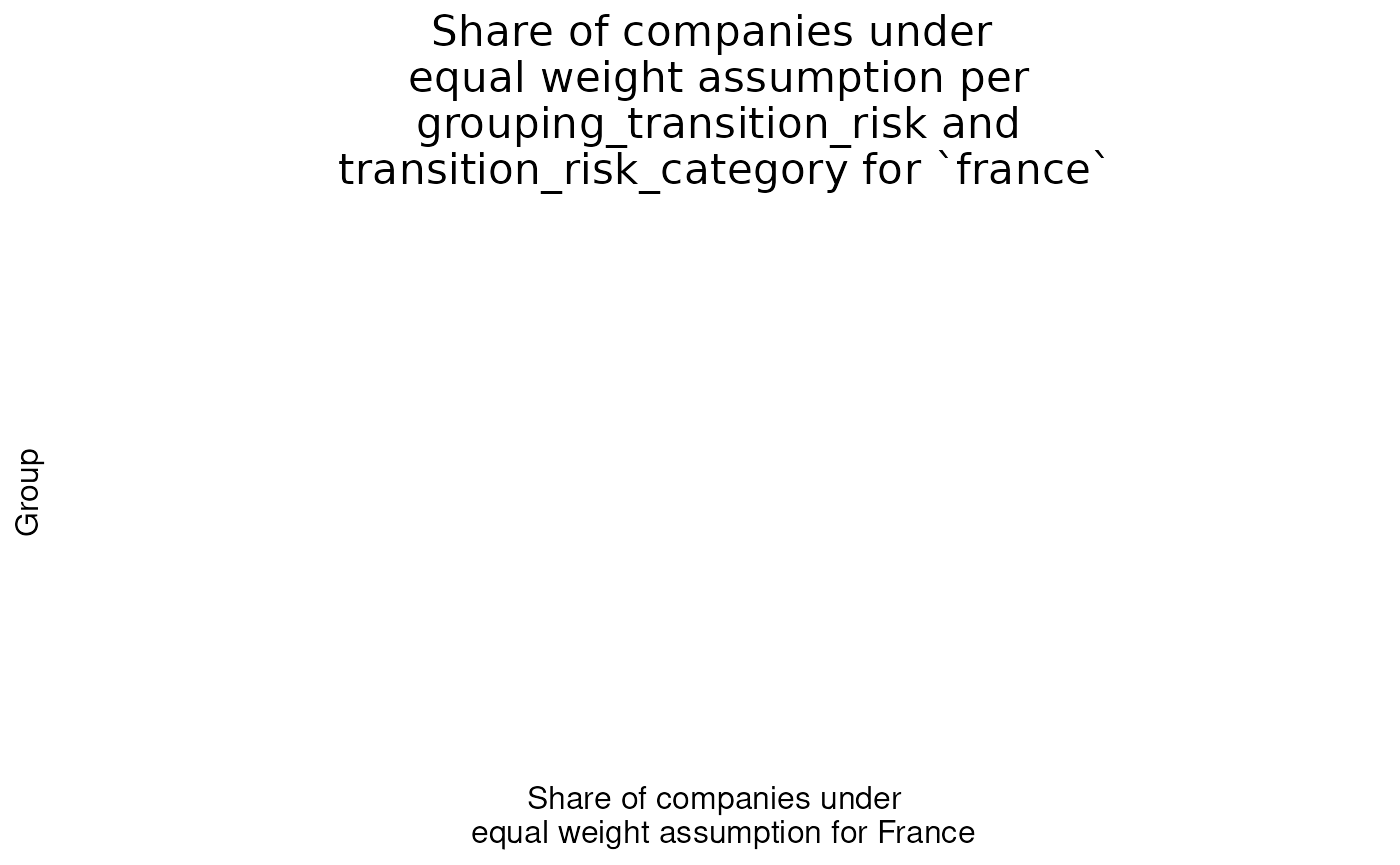 Share of companies under
equal weight assumption per
grouping_transition_risk and
transition_risk_category for `france`
Group
Share of companies under
equal weight assumption for France